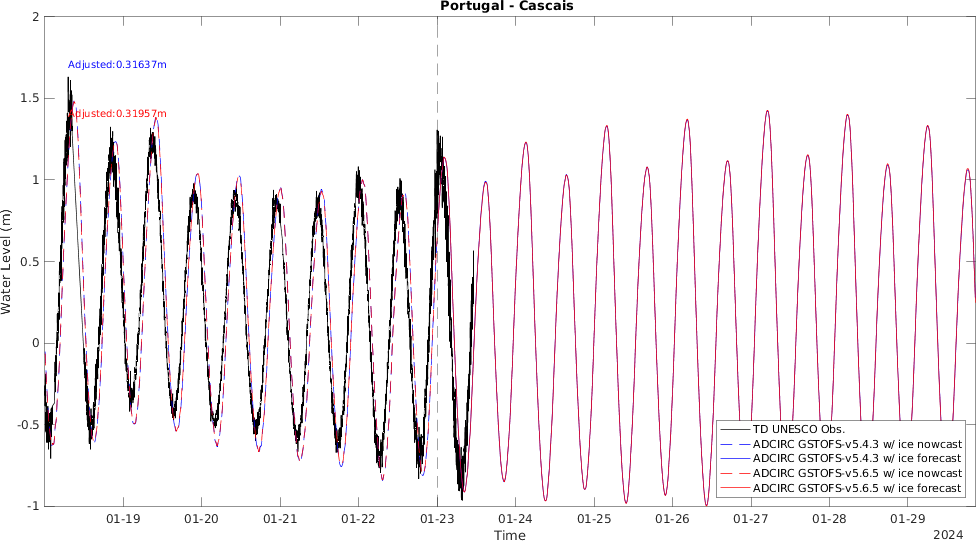 Portugal - Cascais
2
Adjusted:0.31637m
1.5
Adjusted:0.31957m
1
Water Level (m)
0.5
0
-0.5
-1
TD UNESCO Obs.
ADCIRC GSTOFS-v5.4.3 w/ ice nowcast
ADCIRC GSTOFS-v5.4.3 w/ ice forecast
ADCIRC GSTOFS-v5.6.5 w/ ice nowcast
ADCIRC GSTOFS-v5.6.5 w/ ice forecast
01-19 01-20 01-21 01-22 01-23 01-24 01-25 01-26 01-27 01-28 01-29
Time
2024